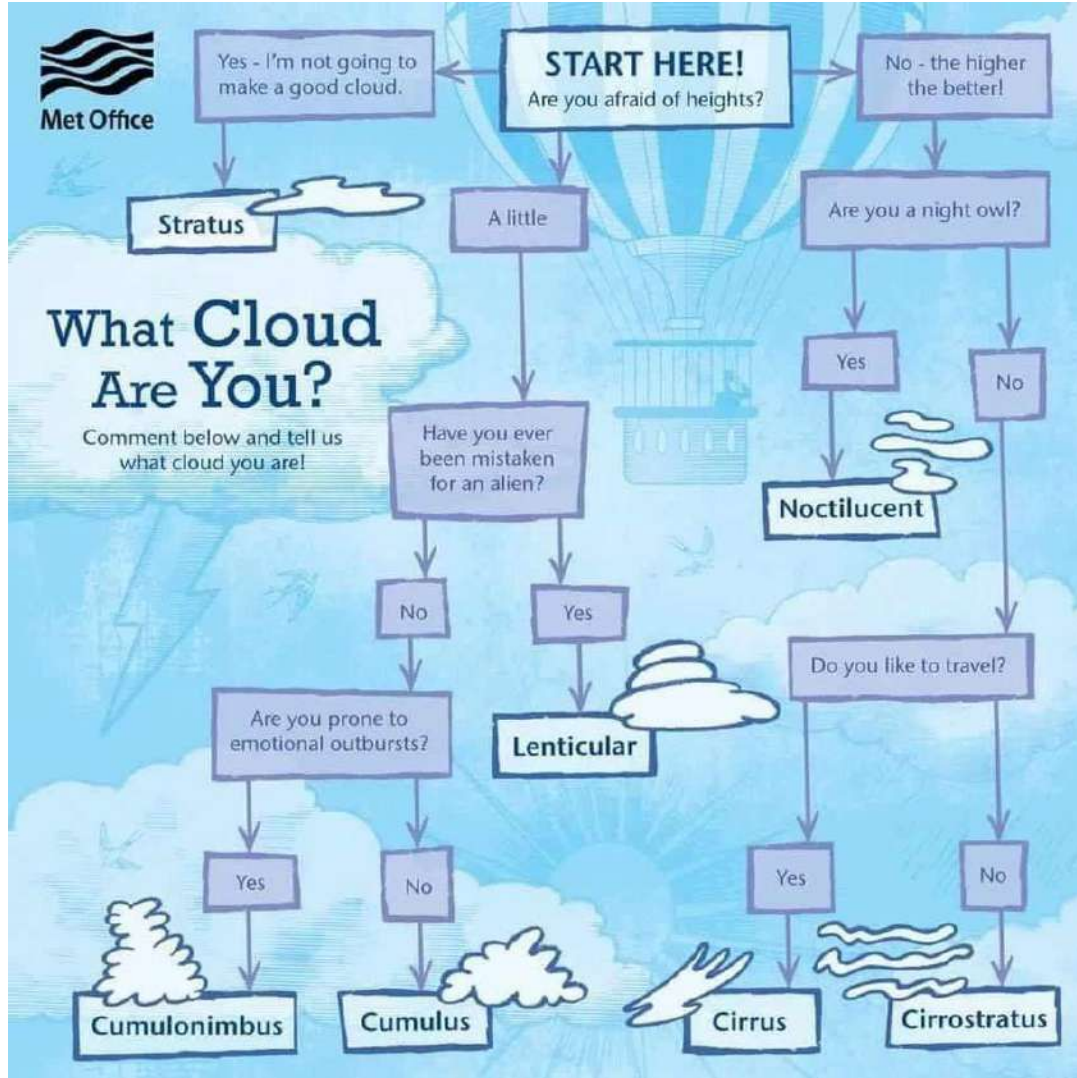 Met Office
Yes - I'm not going to
make a good cloud.
START HERE!
Are you afraid of heights?
No - the higher
the better!
Stratus
A little
Are you a night owl?
What Cloud
Are You?
Comment below and tell us
what cloud you are!
Yes
No
Have you ever
been mistaken
for an alien?
Noctilucent
No
Yes
Do you like to travel?
Are you prone to
emotional outbursts?
Lenticular
Yes
No
Yes
No
Cumulonimbus
Cumulus
Cirrus
Cirrostratus